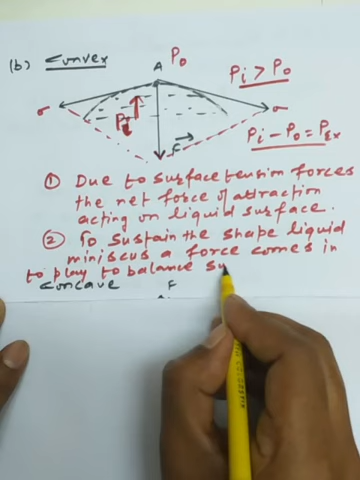 (b) Convex
A P₀
Pᵢ > P₀
σ
σ
Pᵢ
F
Pᵢ - P₀ = Pₑₓ
① Due to surface tension forces
the net force of attraction
acting on liquid surface.
② To sustain the shape liquid
miniscus a force comes in
to play to balance su
Concave F